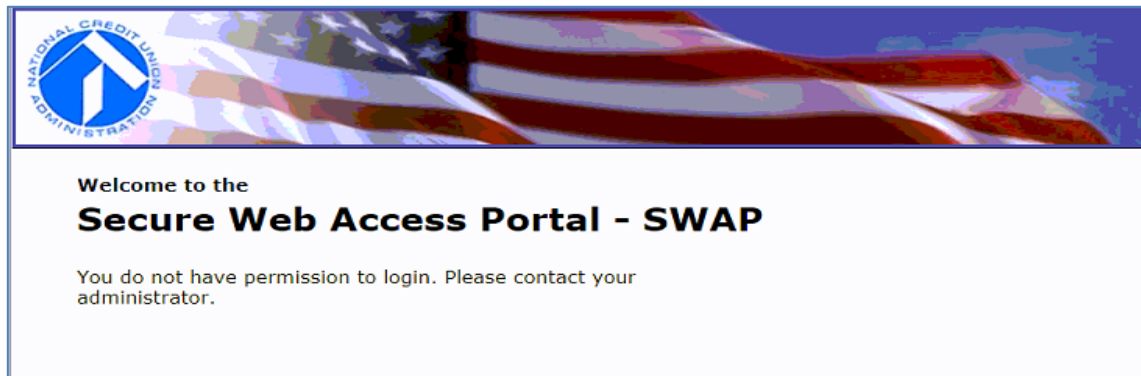 NATIONAL CREDIT UNION ADMINISTRATION
Welcome to the
Secure Web Access Portal - SWAP
You do not have permission to login. Please contact your
administrator.